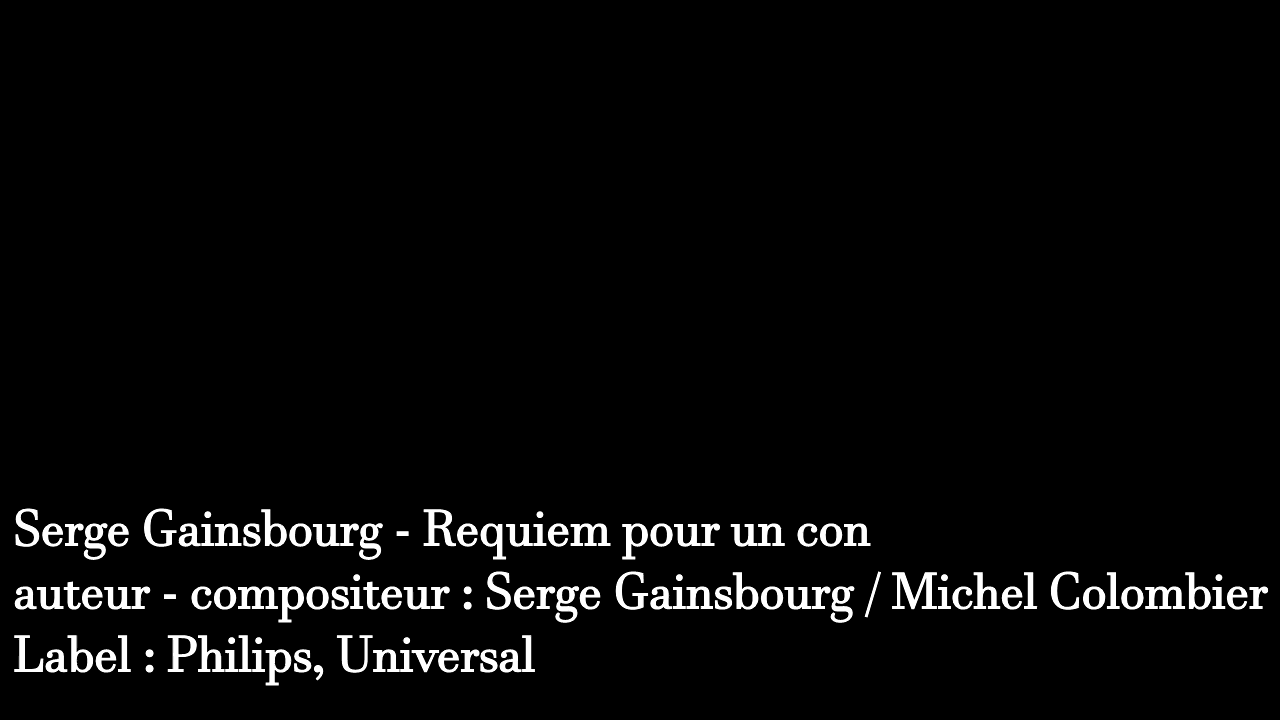 Serge Gainsbourg - Requiem pour un con
auteur - compositeur : Serge Gainsbourg / Michel Colombier
Label : Philips, Universal